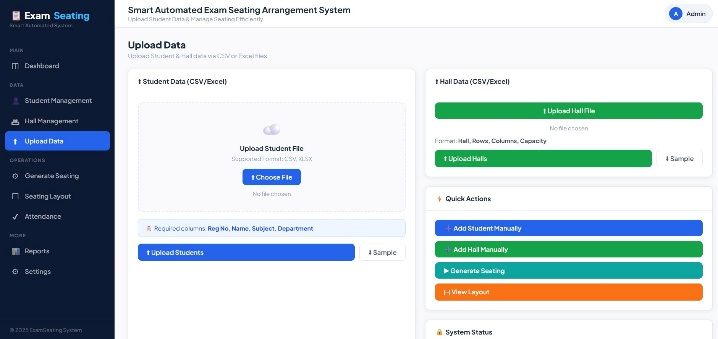 Exam Seating
Smart Automated System
MAIN
Dashboard
DATA
Student Management
Hall Management
Upload Data
OPERATIONS
Generate Seating
Seating Layout
Attendance
MORE
Reports
Settings
© 2025 ExamSeating System
Smart Automated Exam Seating Arrangement System
Upload Student Data & Manage Seating Efficiently
A Admin
Upload Data
Upload Student & Hall data via CSV or Excel files
Student Data (CSV/Excel)
Upload Student File
Supported Format: CSV, XLSX
Choose File
No file chosen
Required columns: Reg No, Name, Subject, Department
Upload Students
Sample
Hall Data (CSV/Excel)
Upload Hall File
No file chosen
Format: Hall, Rows, Columns, Capacity
Upload Halls
Sample
Quick Actions
Add Student Manually
Add Hall Manually
Generate Seating
View Layout
System Status